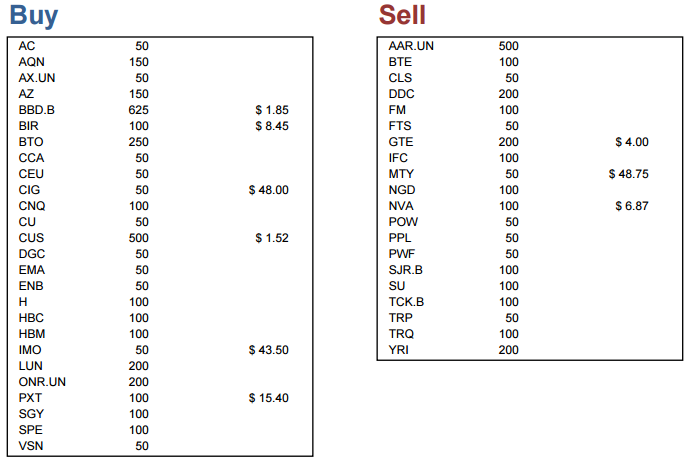 Buy
AC 50
AQN 150
AX.UN 50
AZ 150
BBD.B 625 $ 1.85
BIR 100 $ 8.45
BTO 250
CCA 50
CEU 50
CIG 50 $ 48.00
CNQ 100
CU 50
CUS 500 $ 1.52
DGC 50
EMA 50
ENB 50
H 100
HBC 100
HBM 100
IMO 50 $ 43.50
LUN 200
ONR.UN 200
PXT 100 $ 15.40
SGY 100
SPE 100
VSN 50
Sell
AAR.UN 500
BTE 100
CLS 50
DDC 200
FM 100
FTS 50
GTE 200 $ 4.00
IFC 100
MTY 50 $ 48.75
NGD 100
NVA 100 $ 6.87
POW 50
PPL 50
PWF 50
SJR.B 100
SU 100
TCK.B 100
TRP 50
TRQ 100
YRI 200